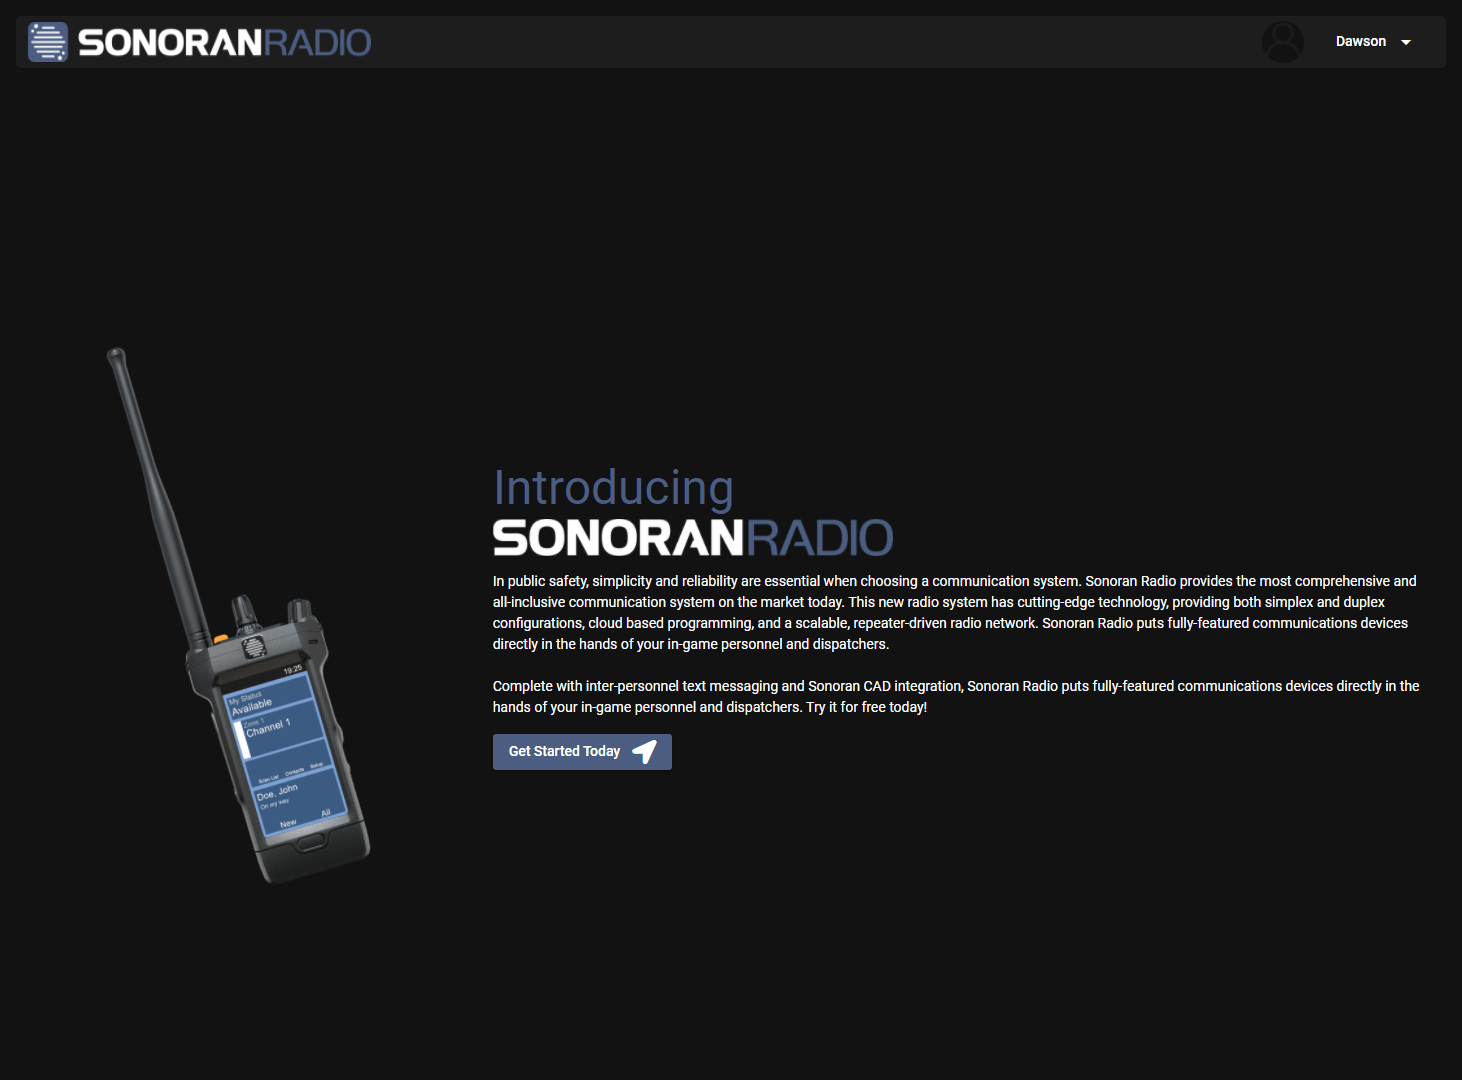 SONORANRADIO
Dawson
Introducing
SONORANRADIO
In public safety, simplicity and reliability are essential when choosing a communication system. Sonoran Radio provides the most comprehensive and
all-inclusive communication system on the market today. This new radio system has cutting-edge technology, providing both simplex and duplex
configurations, cloud based programming, and a scalable, repeater-driven radio network. Sonoran Radio puts fully-featured communications devices
directly in the hands of your in-game personnel and dispatchers.
Complete with inter-personnel text messaging and Sonoran CAD integration, Sonoran Radio puts fully-featured communications devices directly in the
hands of your in-game personnel and dispatchers. Try it for free today!
Get Started Today
19:25
My Status
Available
Zone 1
Channel 1
Scan List Contacts Setup
Doe, John
On my way
New All